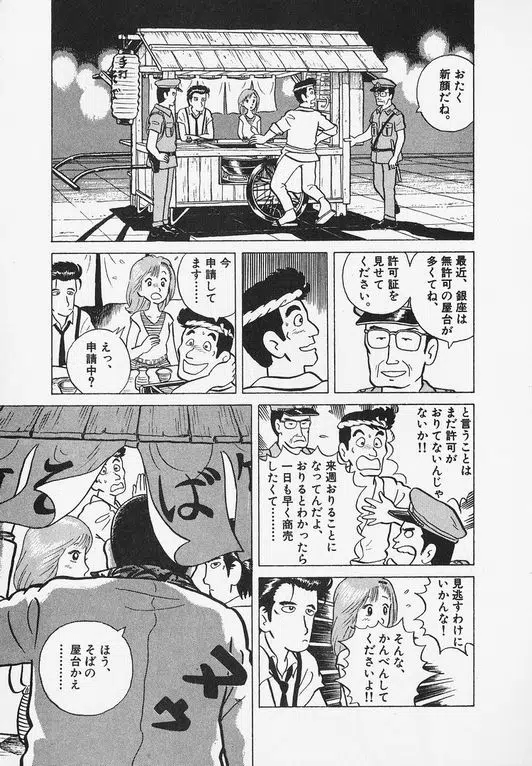 手打
そば
おたく
新顔だね。
最近、銀座は
無許可の屋台が
多くてね、
許可証を
見せて
ください。
今
申請して
ます……
えっ、
申請中？
と言うことは
まだ許可が
おりてないんじゃ
ないか!!
来週おりることに
なってんだよ、
おりるとわかったら
一日も早く商売
したくて……
見逃すわけに
いかんな！
そんな、
かんべんして
くださいよ!!
そば
ほう、
そばの
屋台かえ
……